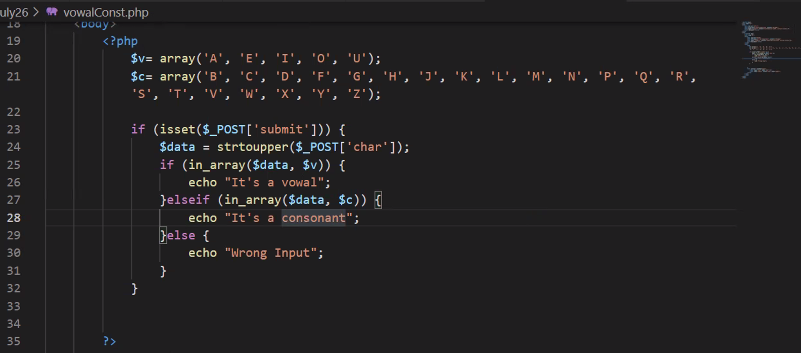 uly26 > vowalConst.php
18 <body>
19 <?php
20 $v= array('A', 'E', 'I', 'O', 'U');
21 $c= array('B', 'C', 'D', 'F', 'G', 'H', 'J', 'K', 'L', 'M', 'N', 'P', 'Q', 'R',
'S', 'T', 'V', 'W', 'X', 'Y', 'Z');
22
23 if (isset($_POST['submit'])) {
24 $data = strtoupper($_POST['char']);
25 if (in_array($data, $v)) {
26 echo "It's a vowal";
27 }elseif (in_array($data, $c)) {
28 echo "It's a consonant";
29 }else {
30 echo "Wrong Input";
31 }
32 }
33
34
35 ?>